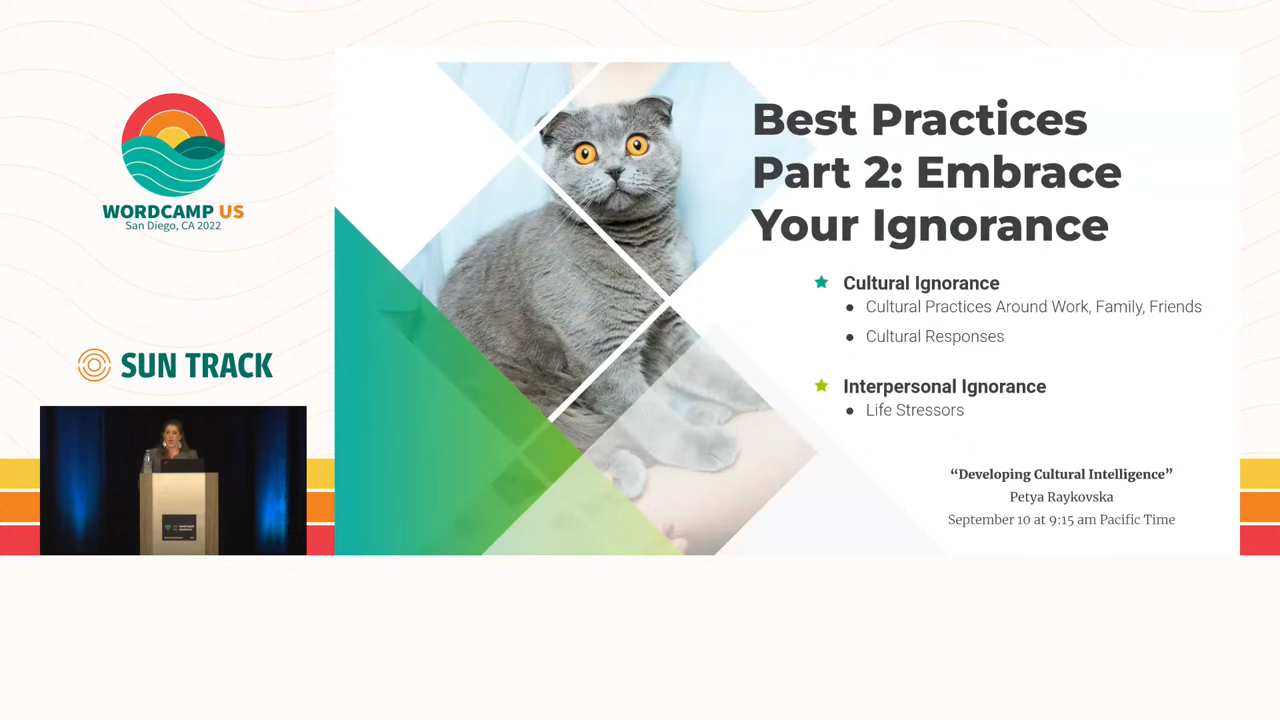 WORDCAMP US
San Diego, CA 2022
SUN TRACK
Best Practices
Part 2: Embrace
Your Ignorance
Cultural Ignorance
Cultural Practices Around Work, Family, Friends
Cultural Responses
Interpersonal Ignorance
Life Stressors
“Developing Cultural Intelligence”
Petya Raykovska
September 10 at 9:15 am Pacific Time